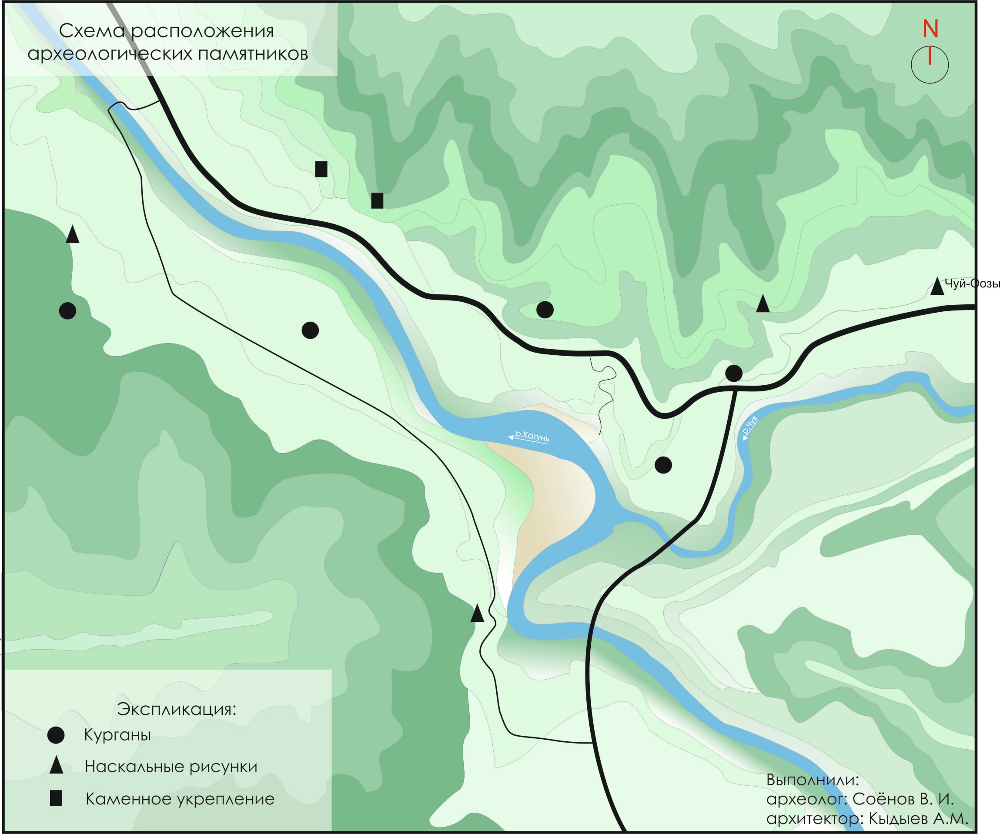 Схема расположения
археологических памятников
N
Чуй-Оозы
р.Чуя
р.Катунь
Экспликация:
Курганы
Наскальные рисунки
Каменное укрепление
Выполнили:
археолог: Соёнов В. И.
архитектор: Кыдыев А.М.